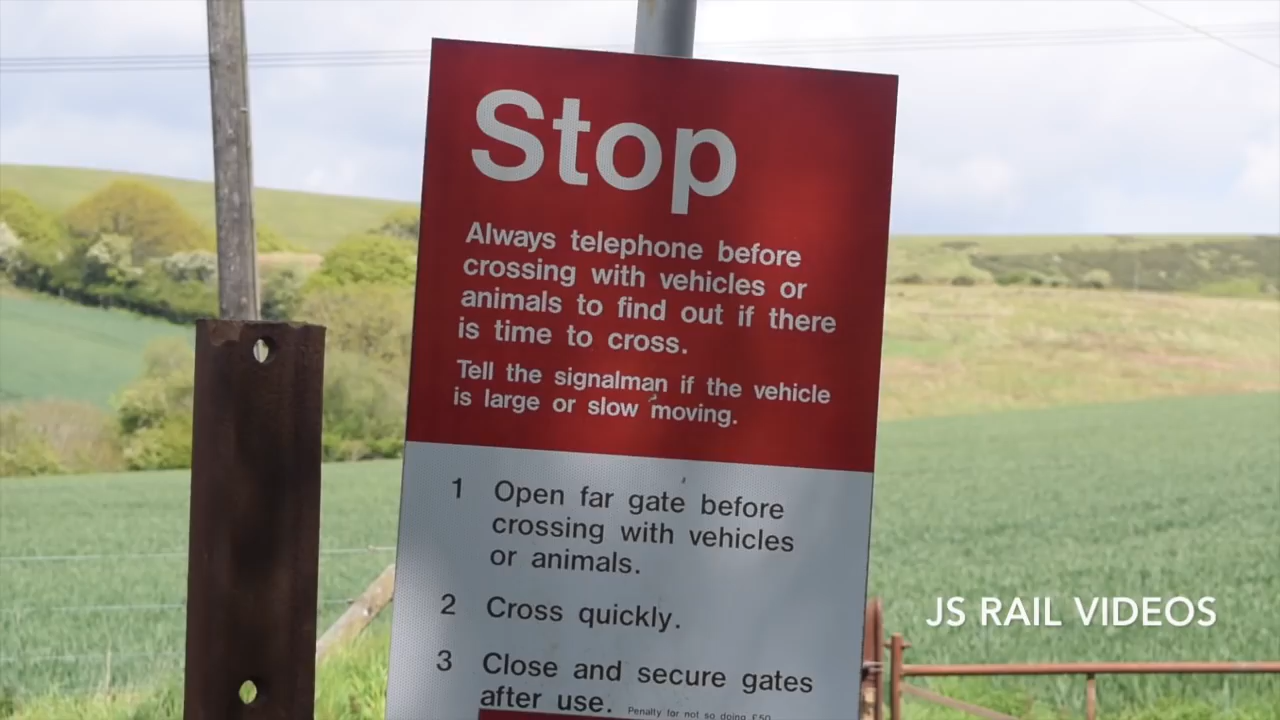 Stop
Always telephone before
crossing with vehicles or
animals to find out if there
is time to cross.
Tell the signalman if the vehicle
is large or slow moving.
1 Open far gate before
crossing with vehicles
or animals.
2 Cross quickly.
3 Close and secure gates
after use. Penalty for not so doing £50
JS RAIL VIDEOS